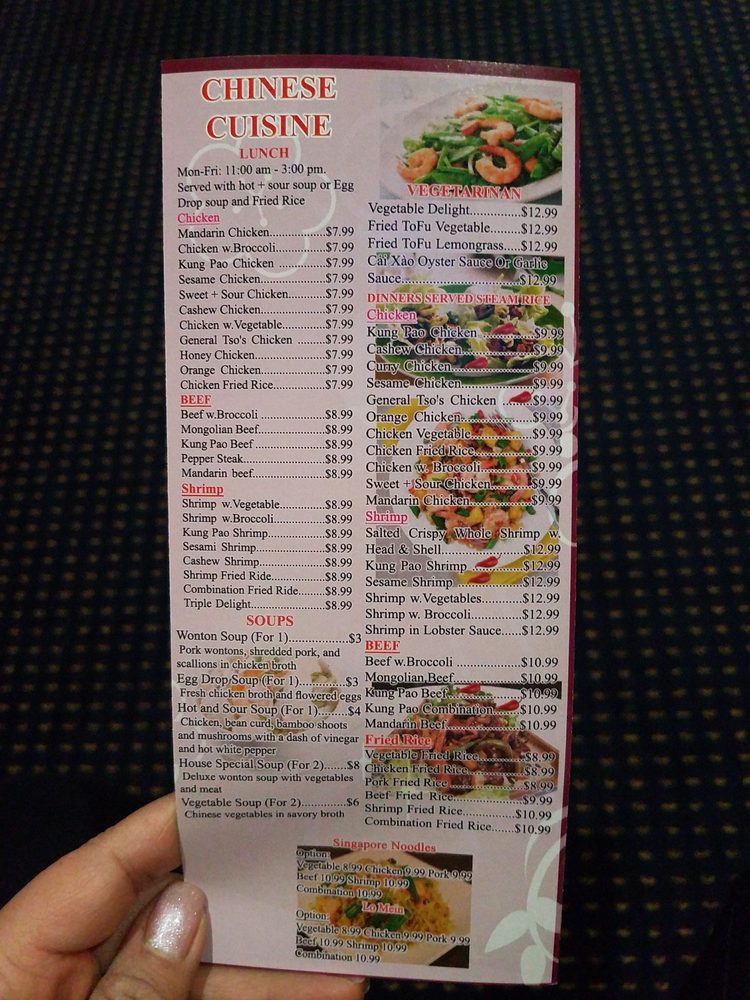 CHINESE
CUISINE
LUNCH
Mon-Fri: 11:00 am - 3:00 pm.
Served with hot + sour soup or Egg
Drop soup and Fried Rice
Chicken
Mandarin Chicken..................$7.99
Chicken w.Broccoli................$7.99
Kung Pao Chicken ................$7.99
Sesame Chicken.....................$7.99
Sweet + Sour Chicken............$7.99
Cashew Chicken.....................$7.99
Chicken w.Vegetable..............$7.99
General Tso's Chicken ........$7.99
Honey Chicken.......................$7.99
Orange Chicken.....................$7.99
Chicken Fried Rice.................$7.99
BEEF
Beef w.Broccoli .....................$8.99
Mongolian Beef......................$8.99
Kung Pao Beef .......................$8.99
Pepper Steak...........................$8.99
Mandarin beef........................$8.99
Shrimp
Shrimp w.Vegetable...............$8.99
Shrimp w.Broccoli.................$8.99
Kung Pao Shrimp...................$8.99
Sesami Shrimp.......................$8.99
Cashew Shrimp......................$8.99
Shrimp Fried Ride..................$8.99
Combination Fried Ride.........$8.99
Triple Delight.........................$8.99
SOUPS
Wonton Soup (For 1)...............$3
Pork wontons, shredded pork, and
scallions in chicken broth
Egg Drop Soup (For 1)............$3
Fresh chicken broth and flowered eggs
Hot and Sour Soup (For 1).......$4
Chicken, bean curd, bamboo shoots
and mushrooms with a dash of vinegar
and hot white pepper
House Special Soup (For 2).......$8
Deluxe wonton soup with vegetables
and meat
Vegetable Soup (For 2)............$6
Chinese vegetables in savory broth
VEGETARINAN
Vegetable Delight...............$12.99
Fried ToFu Vegetable.........$12.99
Fried ToFu Lemongrass.....$12.99
Cải Xào Oyster Sauce Or Garlic
Sauce...................................$12.99
DINNERS SERVED STEAM RICE
Chicken
Kung Pao Chicken ...............$9.99
Cashew Chicken....................$9.99
Curry Chicken.......................$9.99
Sesame Chicken....................$9.99
General Tso's Chicken .......$9.99
Orange Chicken....................$9.99
Chicken Vegetable.................$9.99
Chicken Fried Rice................$9.99
Chicken w. Broccoli..............$9.99
Sweet + Sour Chicken...........$9.99
Mandarin Chicken.................$9.99
Shrimp
Salted Crispy Whole Shrimp w.
Head & Shell.......................$12.99
Kung Pao Shrimp ..............$12.99
Sesame Shrimp ..................$12.99
Shrimp w.Vegetables...........$12.99
Shrimp w. Broccoli..............$12.99
Shrimp in Lobster Sauce.....$12.99
BEEF
Beef w.Broccoli ..................$10.99
Mongolian Beef...................$10.99
Kung Pao Beef....................$10.99
Kung Pao Combination........$10.99
Mandarin Beef.....................$10.99
Fried Rice
Vegetable Fried Rice.............$8.99
Chicken Fried Rice................$8.99
Pork Fried Rice .....................$8.99
Beef Fried Rice.....................$9.99
Shrimp Fried Rice...............$10.99
Combination Fried Rice......$10.99
Singapore Noodles
Option:
Vegetable 8.99 Chicken 9.99 Pork 9.99
Beef 10.99 Shrimp 10.99
Combination 10.99
Lo Mein
Option:
Vegetable 8.99 Chicken 9.99 Pork 9.99
Beef 10.99 Shrimp 10.99
Combination 10.99